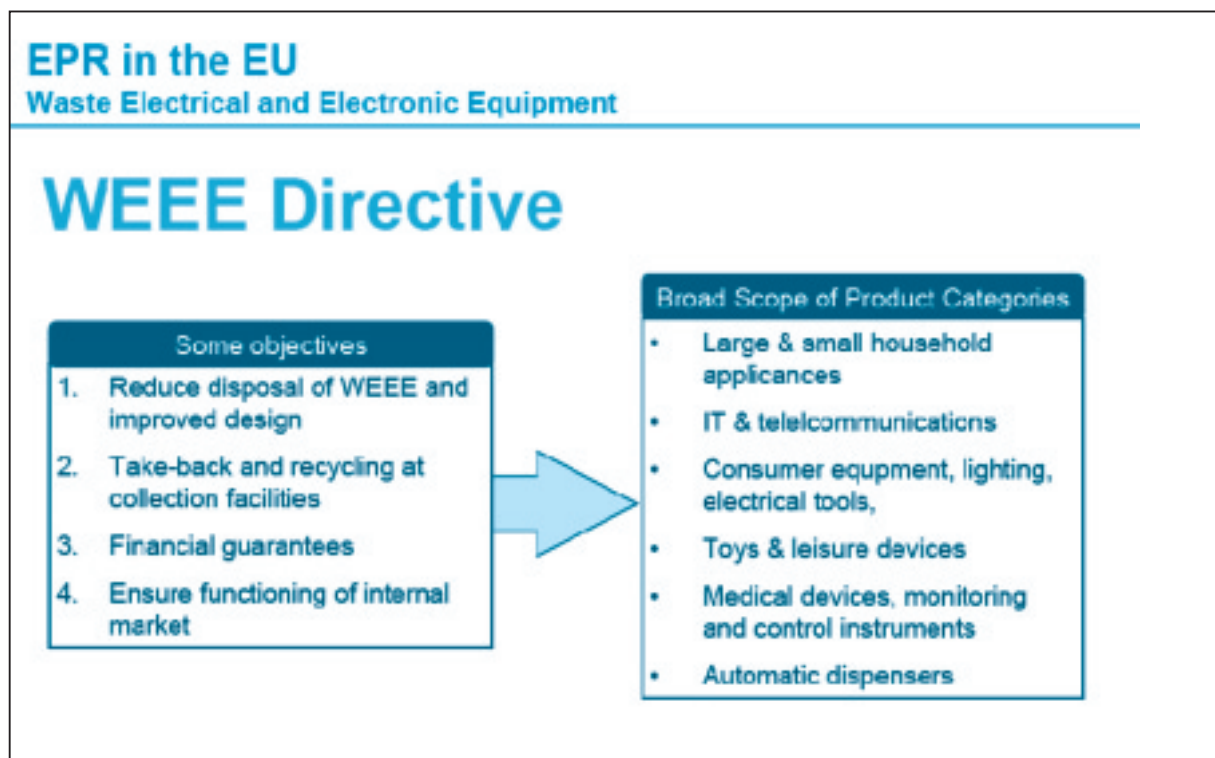 EPR in the EU
Waste Electrical and Electronic Equipment
WEEE Directive
Some objectives
1. Reduce disposal of WEEE and
improved design
2. Take-back and recycling at
collection facilities
3. Financial guarantees
4. Ensure functioning of internal
market
Broad Scope of Product Categories
• Large & small household
applicances
• IT & telelcommunications
• Consumer equpment, lighting,
electrical tools,
• Toys & leisure devices
• Medical devices, monitoring
and control instruments
• Automatic dispensers